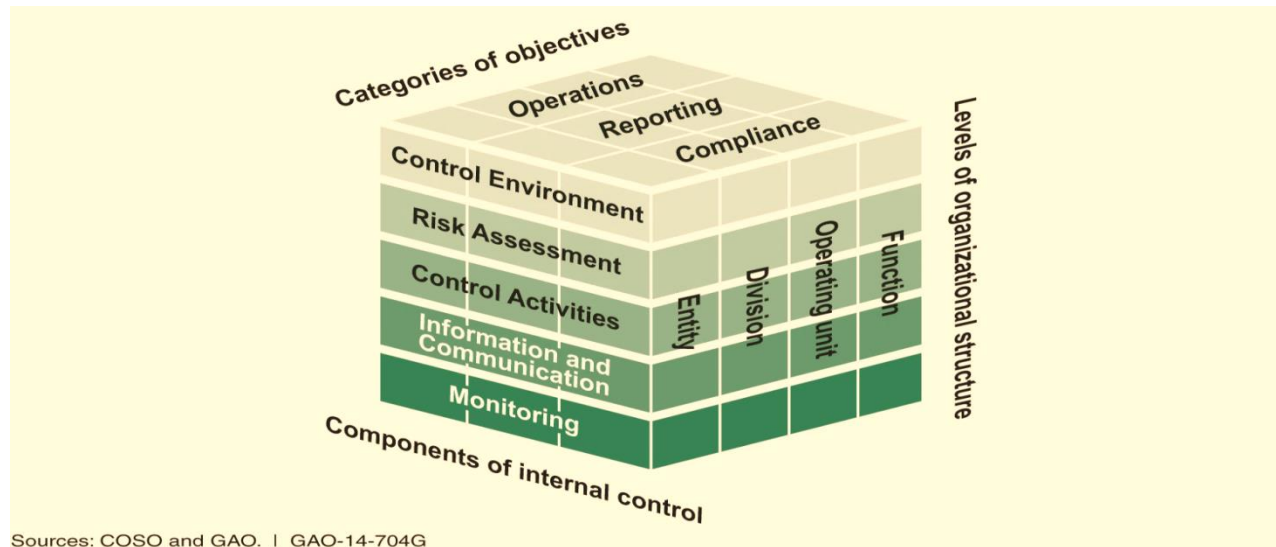 Categories of objectives
Operations
Reporting
Compliance
Control Environment
Risk Assessment
Control Activities
Information and
Communication
Monitoring
Components of internal control
Entity
Division
Operating unit
Function
Levels of organizational structure
Sources: COSO and GAO. | GAO-14-704G